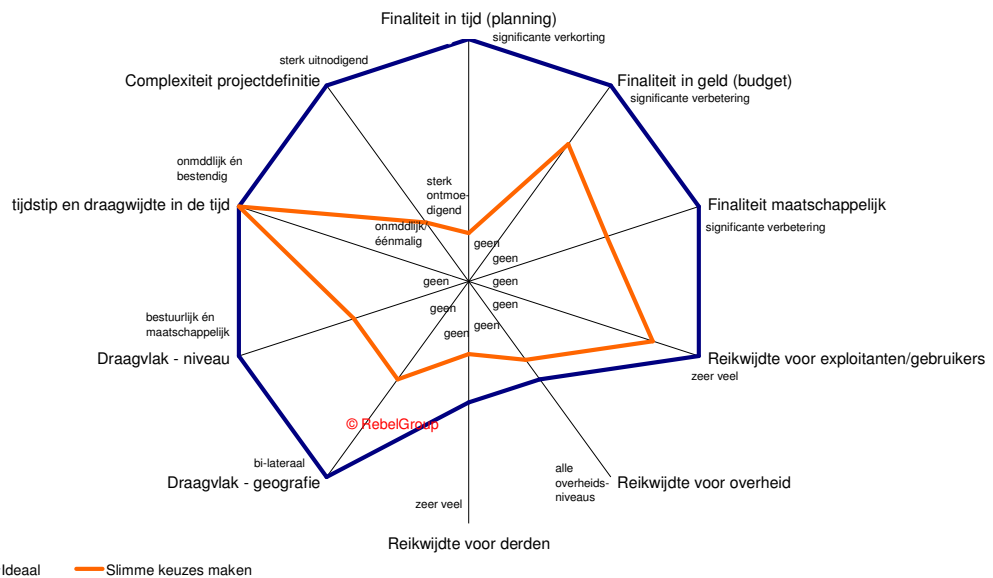 Finaliteit in tijd (planning)
significante verkorting
sterk uitnodigend
Complexiteit projectdefinitie
Finaliteit in geld (budget)
significante verbetering
onmddlijk én
bestendig
tijdstip en draagwijdte in de tijd
sterk
ontmoe-
digend
onmddlijk/
éénmalig
Finaliteit maatschappelijk
significante verbetering
geen
geen
geen
geen
geen
geen
geen
geen
bestuurlijk én
maatschappelijk
Draagvlak - niveau
Reikwijdte voor exploitanten/gebruikers
zeer veel
© RebelGroup
bi-lateraal
Draagvlak - geografie
alle
overheids-
niveaus
Reikwijdte voor overheid
zeer veel
Reikwijdte voor derden
Ideaal
Slimme keuzes maken